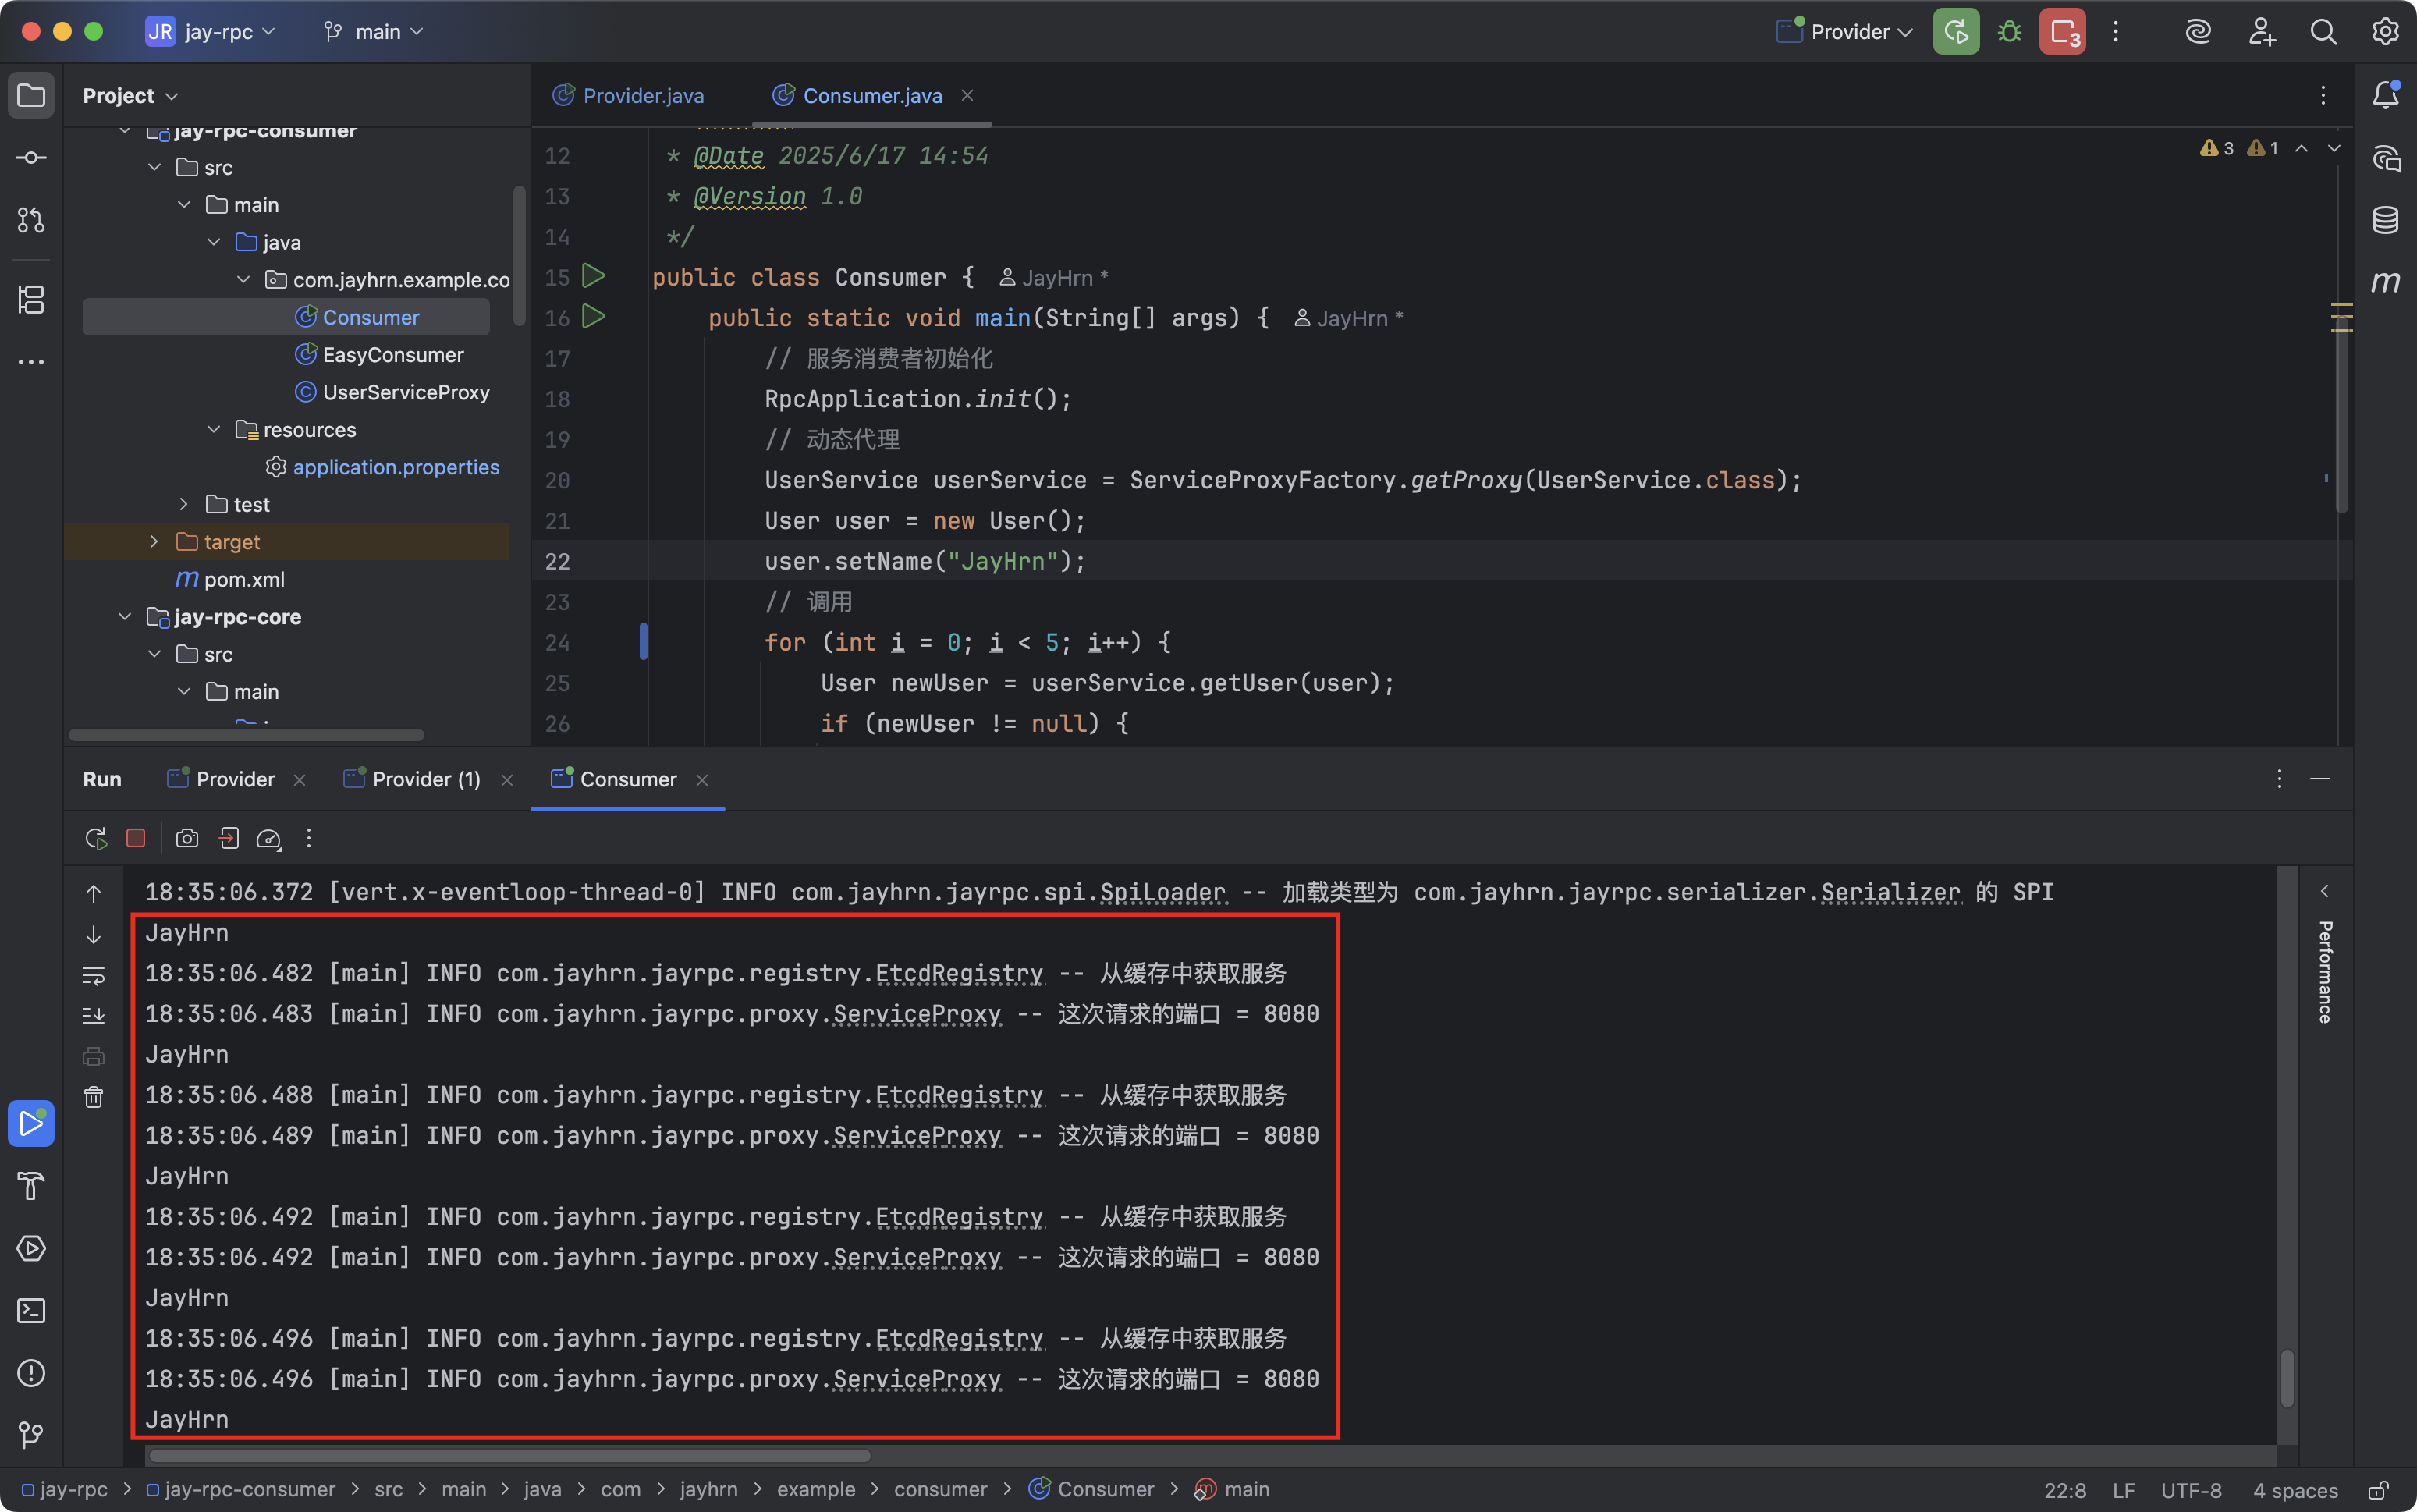 JR jay-rpc main Provider 3
Project
Provider.java Consumer.java
jay-rpc-consumer
src
main
java
com.jayhrn.example.co
Consumer
EasyConsumer
UserServiceProxy
resources
application.properties
test
target
m pom.xml
jay-rpc-core
src
main
3 1
12 * @Date 2025/6/17 14:54
13 * @Version 1.0
14 */
15 public class Consumer { JayHrn *
16 public static void main(String[] args) { JayHrn *
17 // 服务消费者初始化
18 RpcApplication.init();
19 // 动态代理
20 UserService userService = ServiceProxyFactory.getProxy(UserService.class);
21 User user = new User();
22 user.setName("JayHrn");
23 // 调用
24 for (int i = 0; i < 5; i++) {
25 User newUser = userService.getUser(user);
26 if (newUser != null) {
m
Run Provider Provider (1) Consumer
18:35:06.372 [vert.x-eventloop-thread-0] INFO com.jayhrn.jayrpc.spi.SpiLoader -- 加载类型为 com.jayhrn.jayrpc.serializer.Serializer 的 SPI
JayHrn
18:35:06.482 [main] INFO com.jayhrn.jayrpc.registry.EtcdRegistry -- 从缓存中获取服务
18:35:06.483 [main] INFO com.jayhrn.jayrpc.proxy.ServiceProxy -- 这次请求的端口 = 8080
JayHrn
18:35:06.488 [main] INFO com.jayhrn.jayrpc.registry.EtcdRegistry -- 从缓存中获取服务
18:35:06.489 [main] INFO com.jayhrn.jayrpc.proxy.ServiceProxy -- 这次请求的端口 = 8080
JayHrn
18:35:06.492 [main] INFO com.jayhrn.jayrpc.registry.EtcdRegistry -- 从缓存中获取服务
18:35:06.492 [main] INFO com.jayhrn.jayrpc.proxy.ServiceProxy -- 这次请求的端口 = 8080
JayHrn
18:35:06.496 [main] INFO com.jayhrn.jayrpc.registry.EtcdRegistry -- 从缓存中获取服务
18:35:06.496 [main] INFO com.jayhrn.jayrpc.proxy.ServiceProxy -- 这次请求的端口 = 8080
JayHrn
Performance
jay-rpc > jay-rpc-consumer > src > main > java > com > jayhrn > example > consumer > Consumer > main 22:8 LF UTF-8 4 spaces